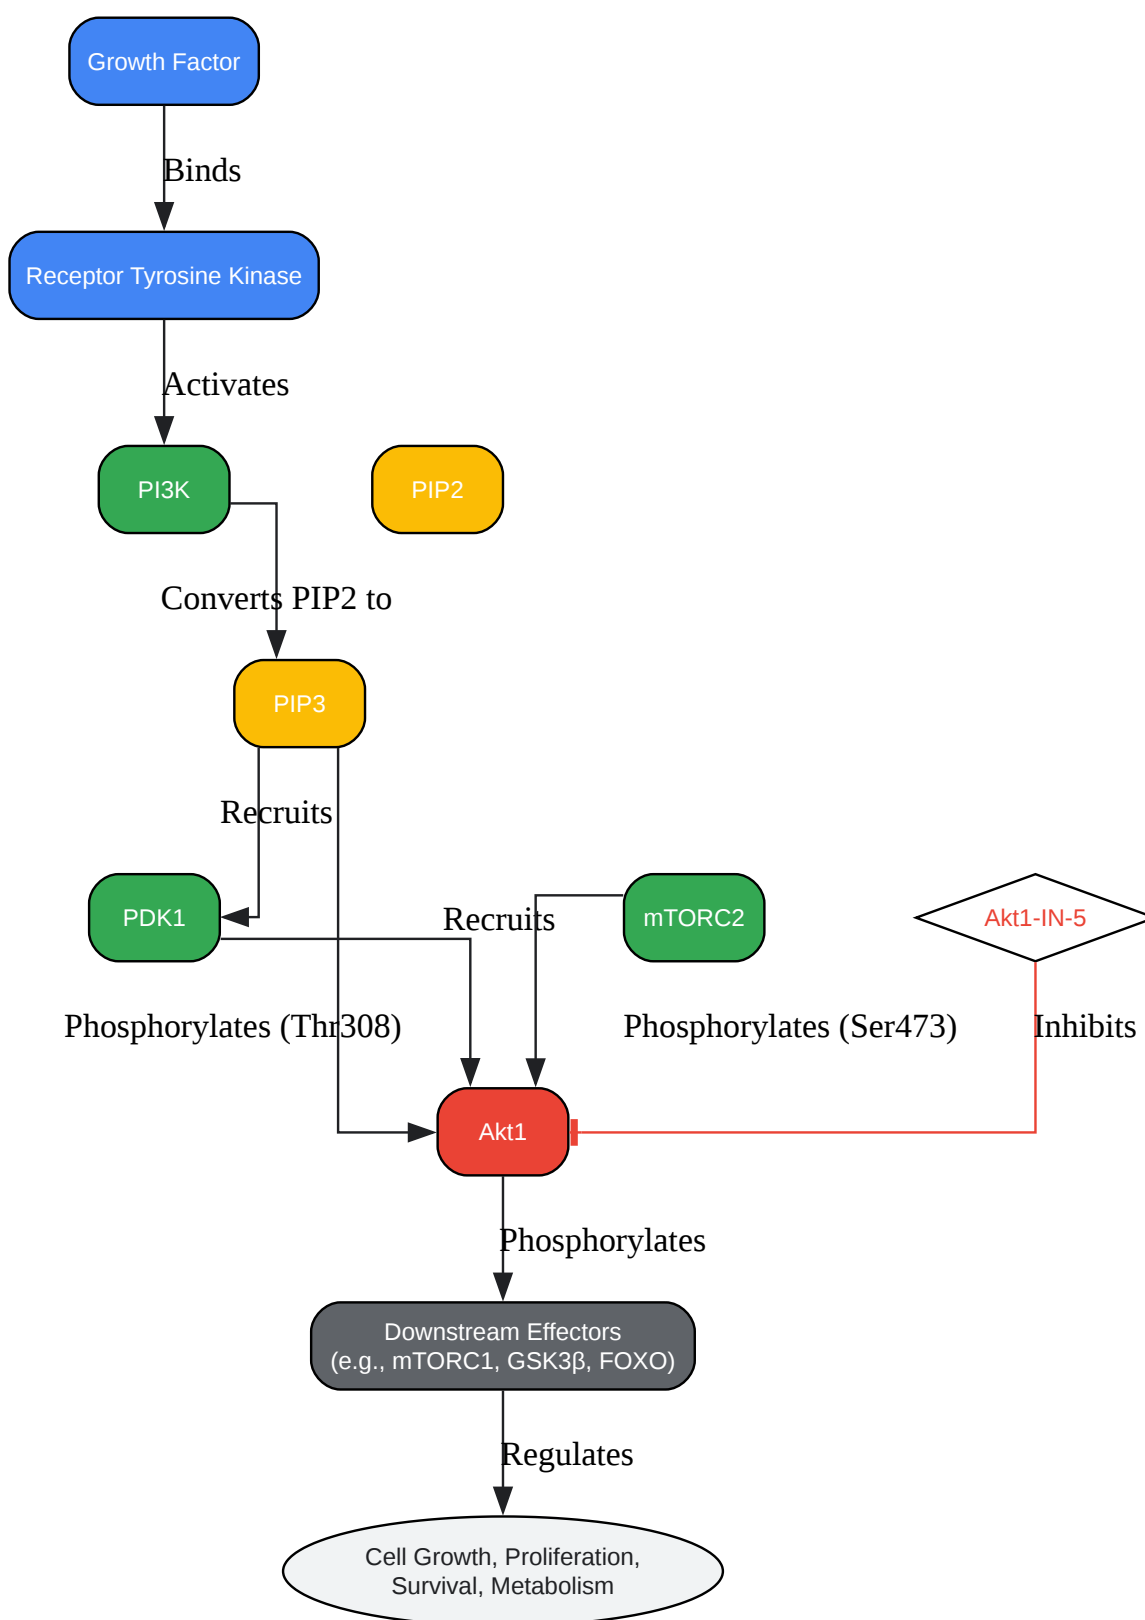 Growth Factor
Binds
Receptor Tyrosine Kinase
Activates
PI3K
PIP2
Converts PIP2 to
PIP3
Recruits
PDK1
Recruits
mTORC2
Akt1-IN-5
Phosphorylates (Thr308)
Phosphorylates (Ser473)
Inhibits
Akt1
Phosphorylates
Downstream Effectors
(e.g., mTORC1, GSK3β, FOXO)
Regulates
Cell Growth, Proliferation,
Survival, Metabolism